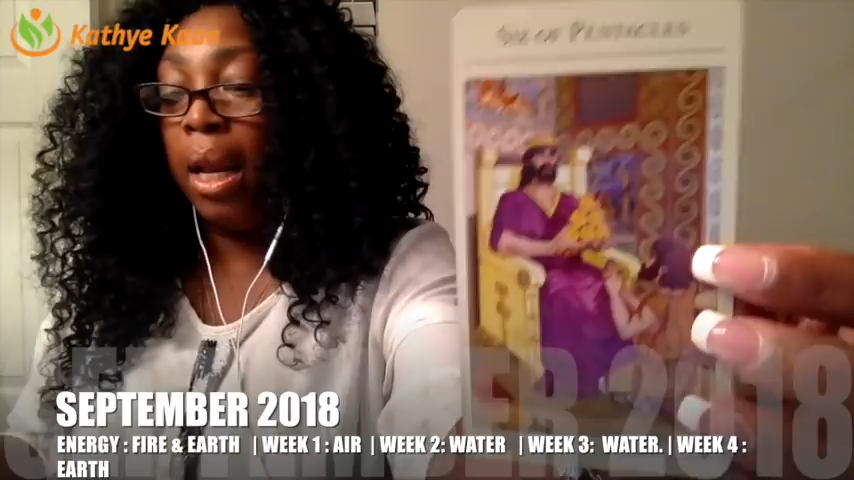 Kathye Kaan
SIX OF PENTACLES
SEPTEMBER 2018
ENERGY : FIRE & EARTH | WEEK 1 : AIR | WEEK 2: WATER | WEEK 3: WATER. | WEEK 4 :
EARTH